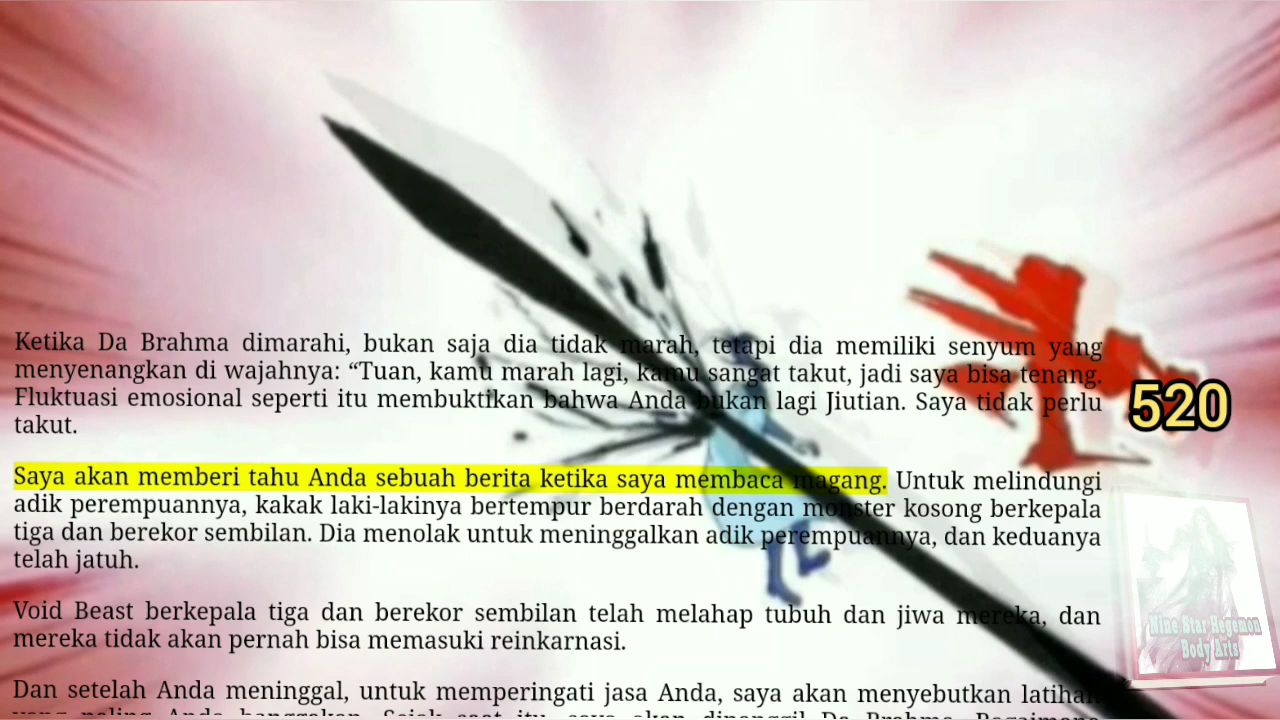 Ketika Da Brahma dimarahi, bukan saja dia tidak marah, tetapi dia memiliki senyum yang
menyenangkan di wajahnya: “Tuan, kamu marah lagi, kamu sangat takut, jadi saya bisa tenang.
Fluktuasi emosional seperti itu membuktikan bahwa Anda bukan lagi Jiutian. Saya tidak perlu
takut.
520
Saya akan memberi tahu Anda sebuah berita ketika saya membaca magang. Untuk melindungi
adik perempuannya, kakak laki-lakinya bertempur berdarah dengan monster kosong berkepala
tiga dan berekor sembilan. Dia menolak untuk meninggalkan adik perempuannya, dan keduanya
telah jatuh.
Void Beast berkepala tiga dan berekor sembilan telah melahap tubuh dan jiwa mereka, dan
mereka tidak akan pernah bisa memasuki reinkarnasi.
Nine Star Hegemon
Body Arts
Dan setelah Anda meninggal, untuk memperingati jasa Anda, saya akan menyebutkan latihan